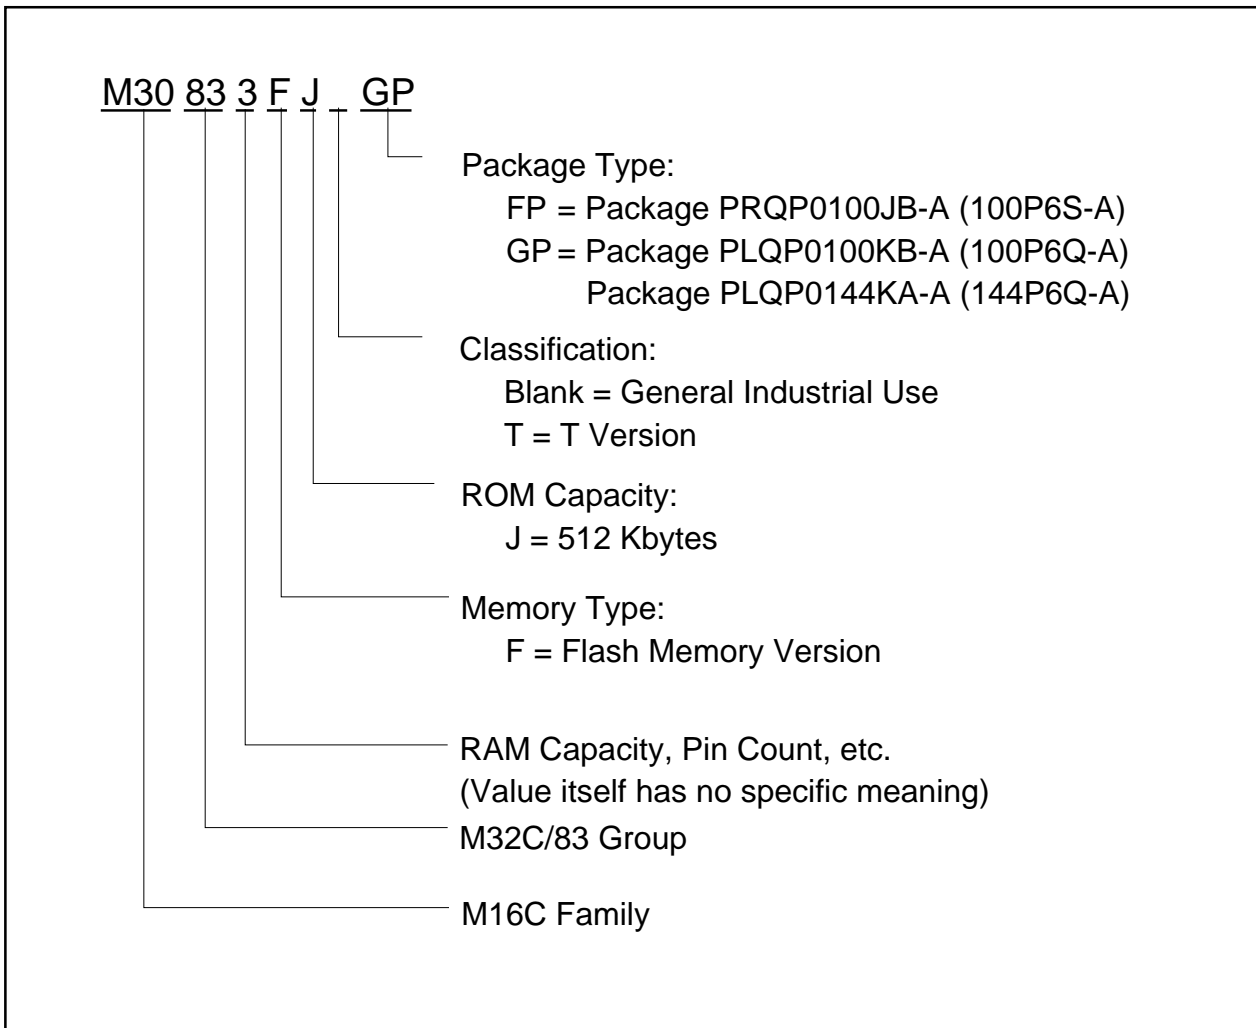 M30 83 3 F J _ GP
Package Type:
FP = Package PRQP0100JB-A (100P6S-A)
GP = Package PLQP0100KB-A (100P6Q-A)
Package PLQP0144KA-A (144P6Q-A)
Classification:
Blank = General Industrial Use
T = T Version
ROM Capacity:
J = 512 Kbytes
Memory Type:
F = Flash Memory Version
RAM Capacity, Pin Count, etc.
(Value itself has no specific meaning)
M32C/83 Group
M16C Family